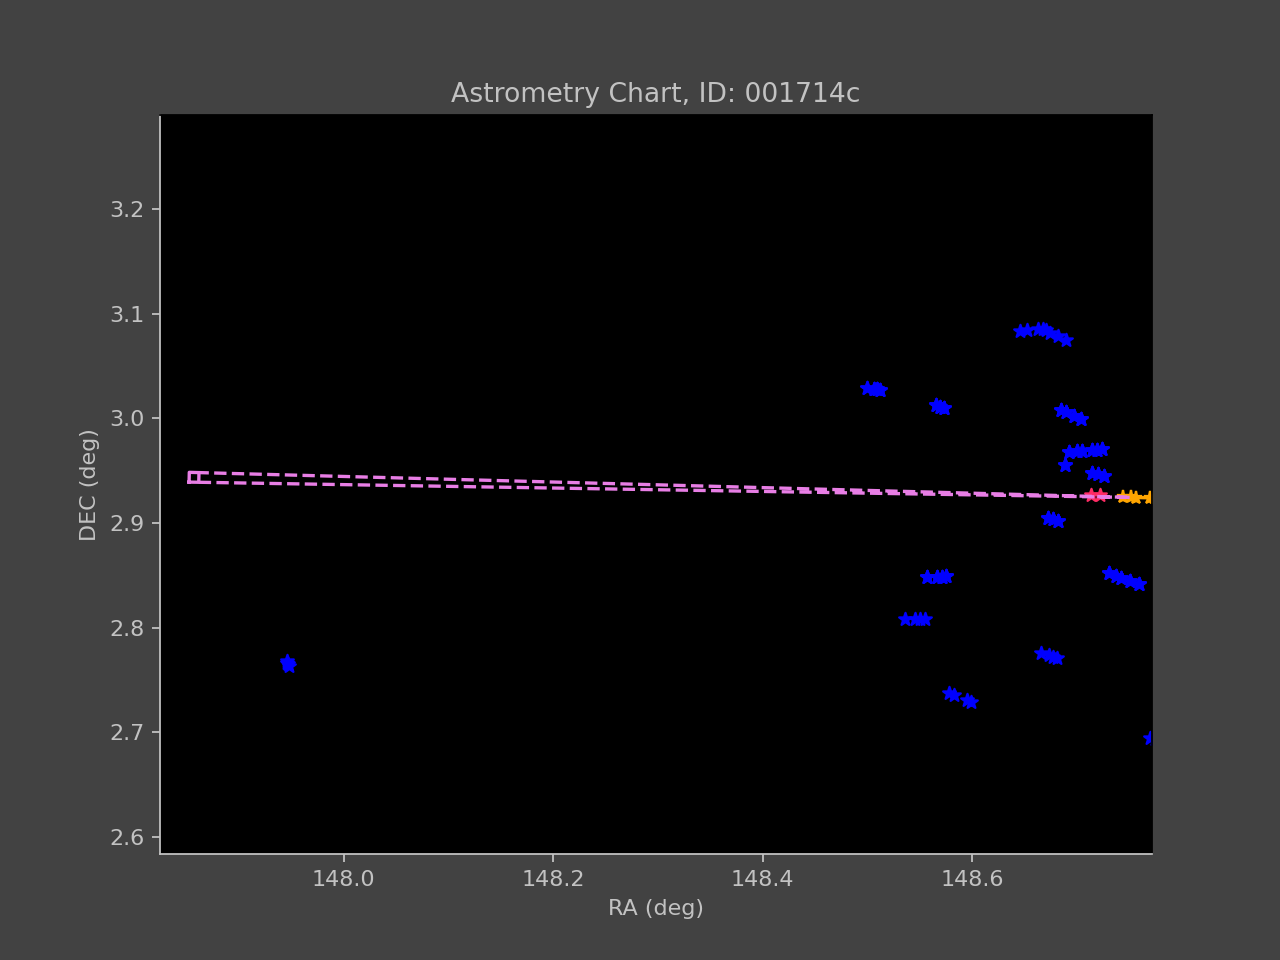 Astrometry Chart, ID: 001714c
3.2
3.1
3.0
2.9
2.8
2.7
2.6
DEC (deg)
148.0 148.2 148.4 148.6
RA (deg)